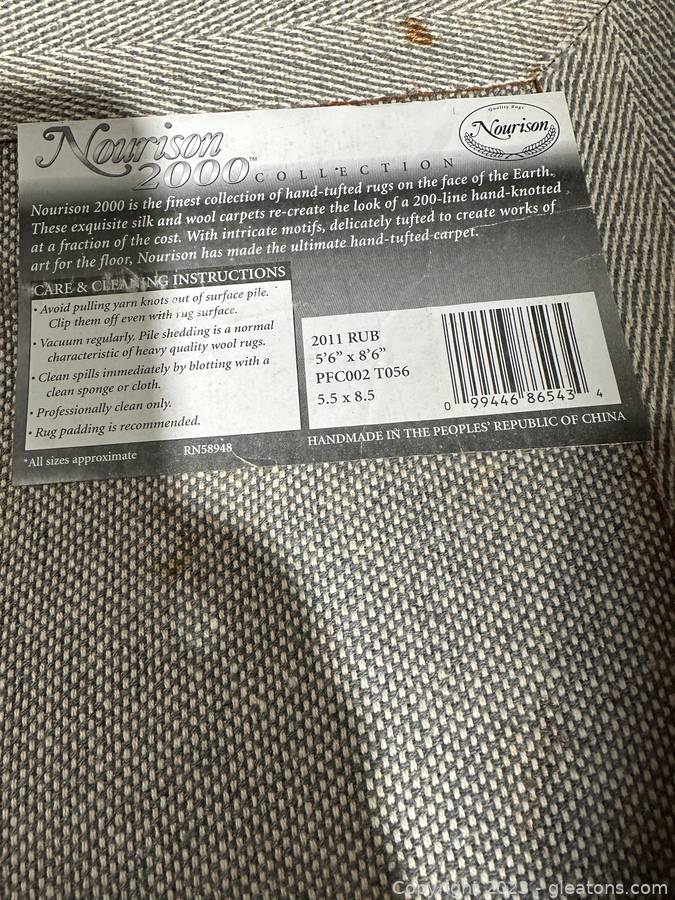 Nourison
2000™ COLLECTION
Quality Rugs
Nourison
Nourison 2000 is the finest collection of hand-tufted rugs on the face of the Earth.
These exquisite silk and wool carpets re-create the look of a 200-line hand-knotted
at a fraction of the cost. With intricate motifs, delicately tufted to create works of
art for the floor, Nourison has made the ultimate hand-tufted carpet.
CARE & CLEANING INSTRUCTIONS
• Avoid pulling yarn knots out of surface pile.
Clip them off even with rug surface.
• Vacuum regularly. Pile shedding is a normal
characteristic of heavy quality wool rugs.
• Clean spills immediately by blotting with a
clean sponge or cloth.
• Professionally clean only.
• Rug padding is recommended.
*All sizes approximate
RN58948
2011 RUB
5'6" x 8'6"
PFC002 T056
5.5 x 8.5
0 99446 86543 4
HANDMADE IN THE PEOPLES' REPUBLIC OF CHINA
Copyright 2023 - gleatons.com